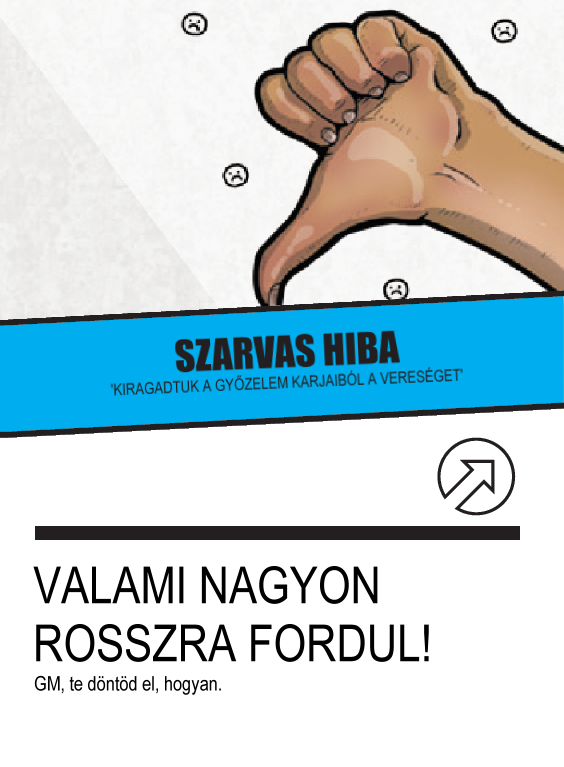 SZARVAS HIBA
'KIRAGADTUK A GYŐZELEM KARJAIBÓL A VERESÉGET'
VALAMI NAGYON
ROSSZRA FORDUL!
GM, te döntöd el, hogyan.